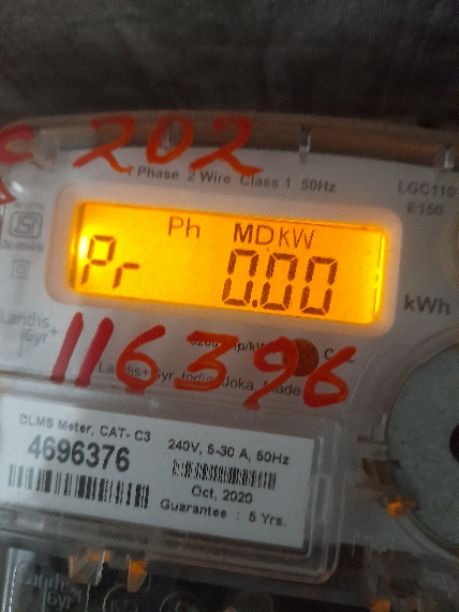 202
1 Phase 2 Wire Class 1 50Hz
LGC110
E150
Ph MD KW
Pr 0.00
kWh
Landis+
Gyr
116396
DLMS Meter, CAT- C3
240V, 5-30 A, 50Hz
4696376
Oct, 2020
Guarantee : 5 Yrs.
Landis
Gyr